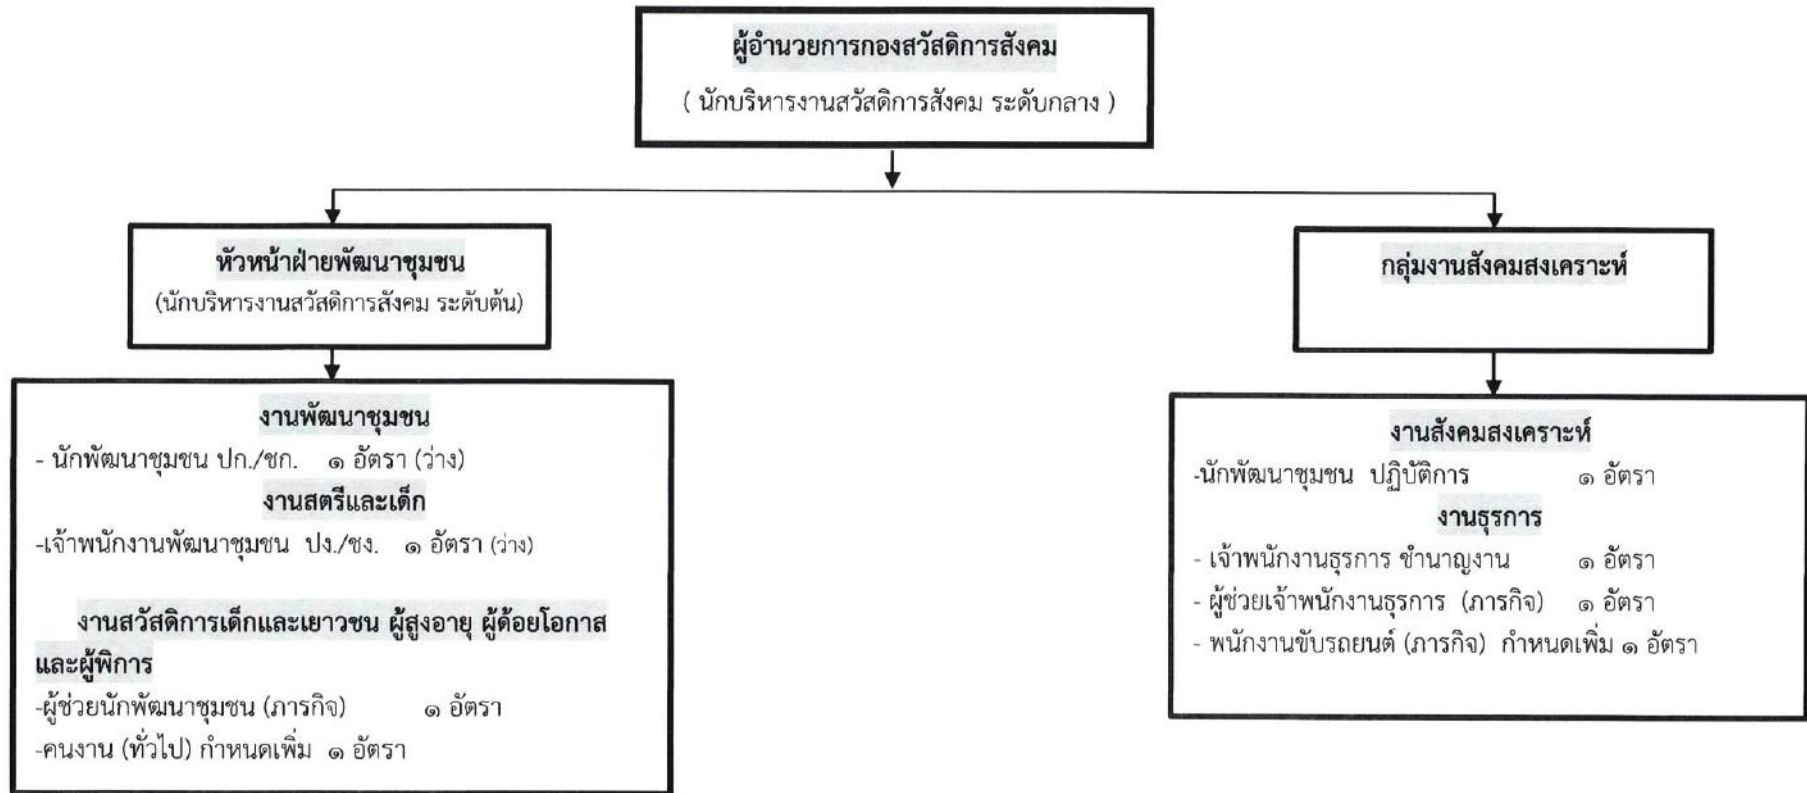 ผู้อำนวยการกองสวัสดิการสังคม
( นักบริหารงานสวัสดิการสังคม ระดับกลาง )
หัวหน้าฝ่ายพัฒนาชุมชน
(นักบริหารงานสวัสดิการสังคม ระดับต้น)
งานพัฒนาชุมชน
- นักพัฒนาชุมชน ปก./ชก. ๑ อัตรา (ว่าง)
งานสตรีและเด็ก
-เจ้าพนักงานพัฒนาชุมชน ปง./ชง. ๑ อัตรา (ว่าง)
งานสวัสดิการเด็กและเยาวชน ผู้สูงอายุ ผู้ด้อยโอกาส
และผู้พิการ
-ผู้ช่วยนักพัฒนาชุมชน (ภารกิจ) ๑ อัตรา
-คนงาน (ทั่วไป) กำหนดเพิ่ม ๑ อัตรา
กลุ่มงานสังคมสงเคราะห์
งานสังคมสงเคราะห์
-นักพัฒนาชุมชน ปฏิบัติการ ๑ อัตรา
งานธุรการ
- เจ้าพนักงานธุรการ ชำนาญงาน ๑ อัตรา
- ผู้ช่วยเจ้าพนักงานธุรการ (ภารกิจ) ๑ อัตรา
- พนักงานขับรถยนต์ (ภารกิจ) กำหนดเพิ่ม ๑ อัตรา